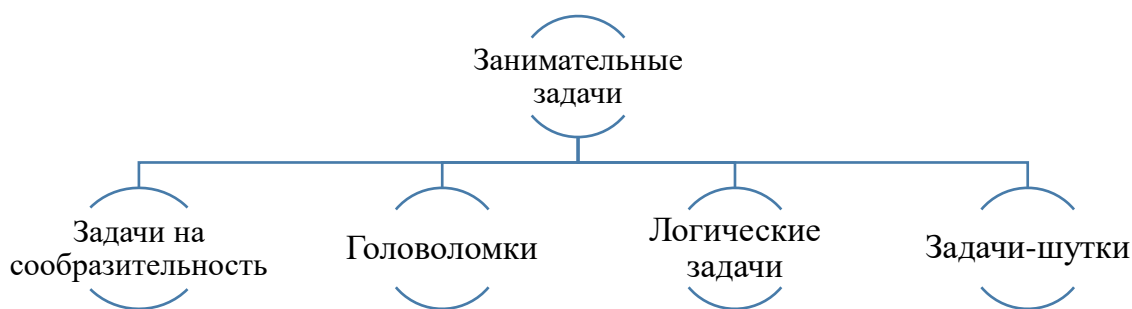 Занимательные
задачи
Задачи на
сообразительность
Головоломки
Логические
задачи
Задачи-шутки